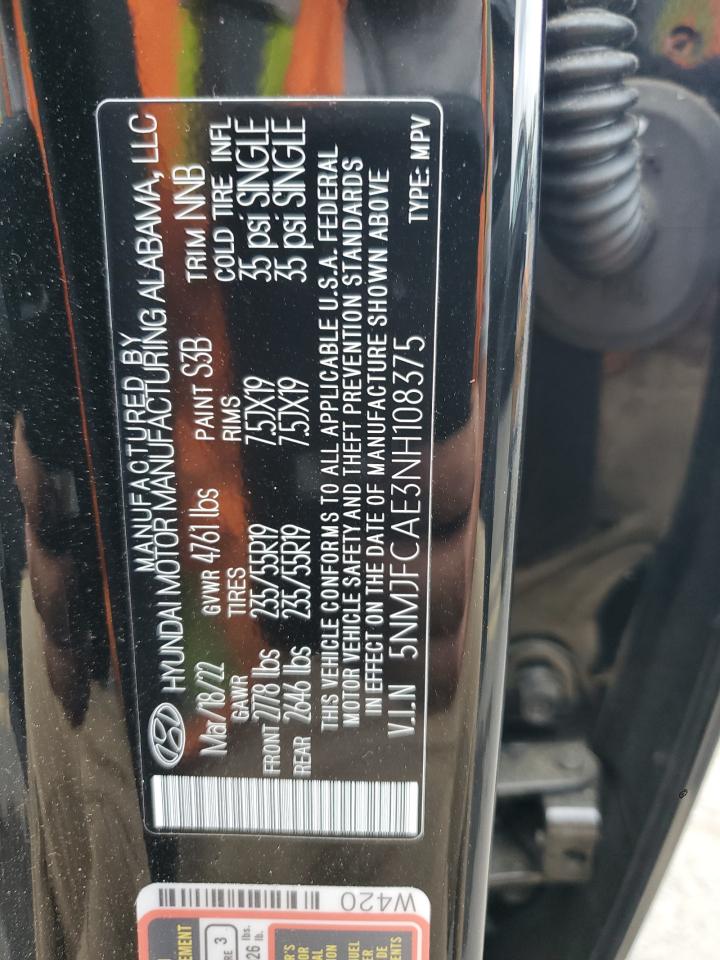 MANUFACTURED BY
HYUNDAI MOTOR MANUFACTURING ALABAMA, LLC
Mar/18/22 GVWR 4761 lbs PAINT S3B TRIM NNB
GAWR TIRES RIMS COLD TIRE INFL
FRONT 2778 lbs 235/55R19 7.5JX19 35 psi SINGLE
REAR 2646 lbs 235/55R19 7.5JX19 35 psi SINGLE
THIS VEHICLE CONFORMS TO ALL APPLICABLE U.S.A. FEDERAL
MOTOR VEHICLE SAFETY AND THEFT PREVENTION STANDARDS
IN EFFECT ON THE DATE OF MANUFACTURE SHOWN ABOVE
V.I.N 5NMJFCAE3NH108375 TYPE: MPV
W420
3
lbs.